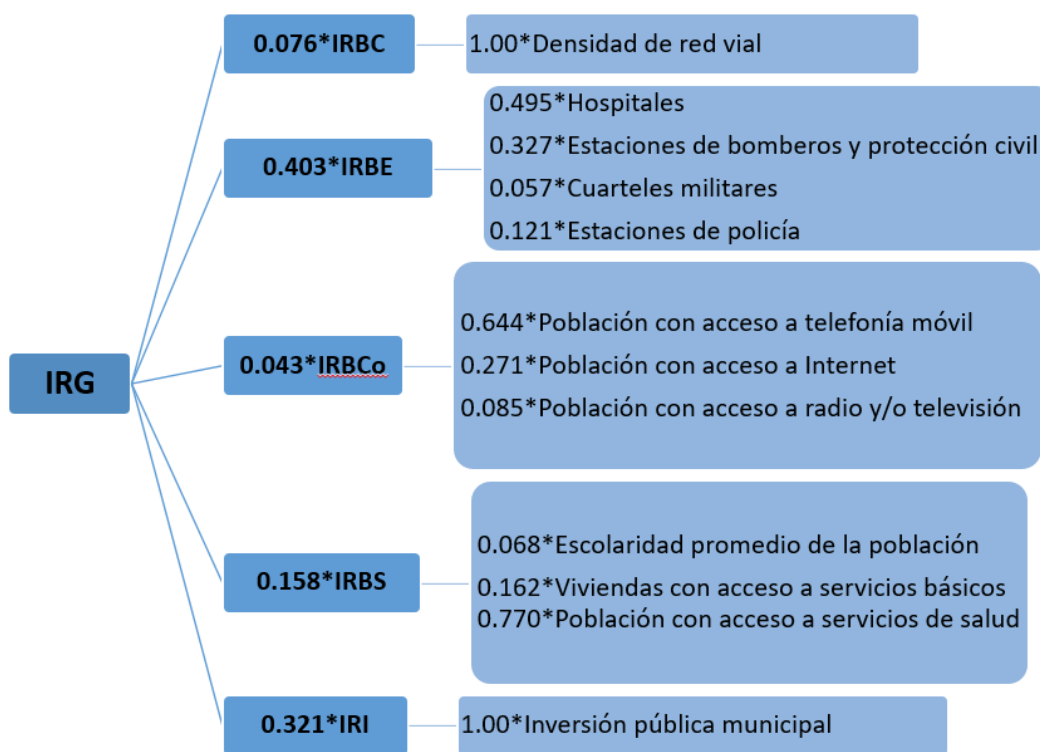 0.076*IRBC
1.00*Densidad de red vial
0.403*IRBE
0.495*Hospitales
0.327*Estaciones de bomberos y protección civil
0.057*Cuarteles militares
0.121*Estaciones de policía
IRG
0.043*IRBCo
0.644*Población con acceso a telefonía móvil
0.271*Población con acceso a Internet
0.085*Población con acceso a radio y/o televisión
0.158*IRBS
0.068*Escolaridad promedio de la población
0.162*Viviendas con acceso a servicios básicos
0.770*Población con acceso a servicios de salud
0.321*IRI
1.00*Inversión pública municipal